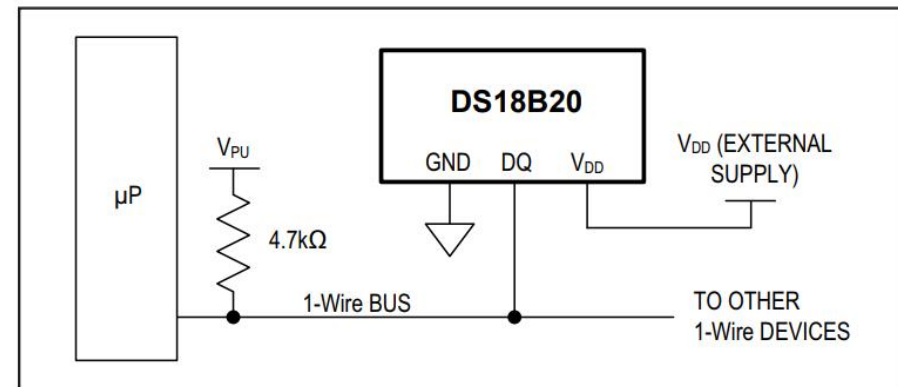 DS18B20
GND DQ VDD
VDD (EXTERNAL
SUPPLY)
VPU
µP
4.7kΩ
1-Wire BUS
TO OTHER
1-Wire DEVICES